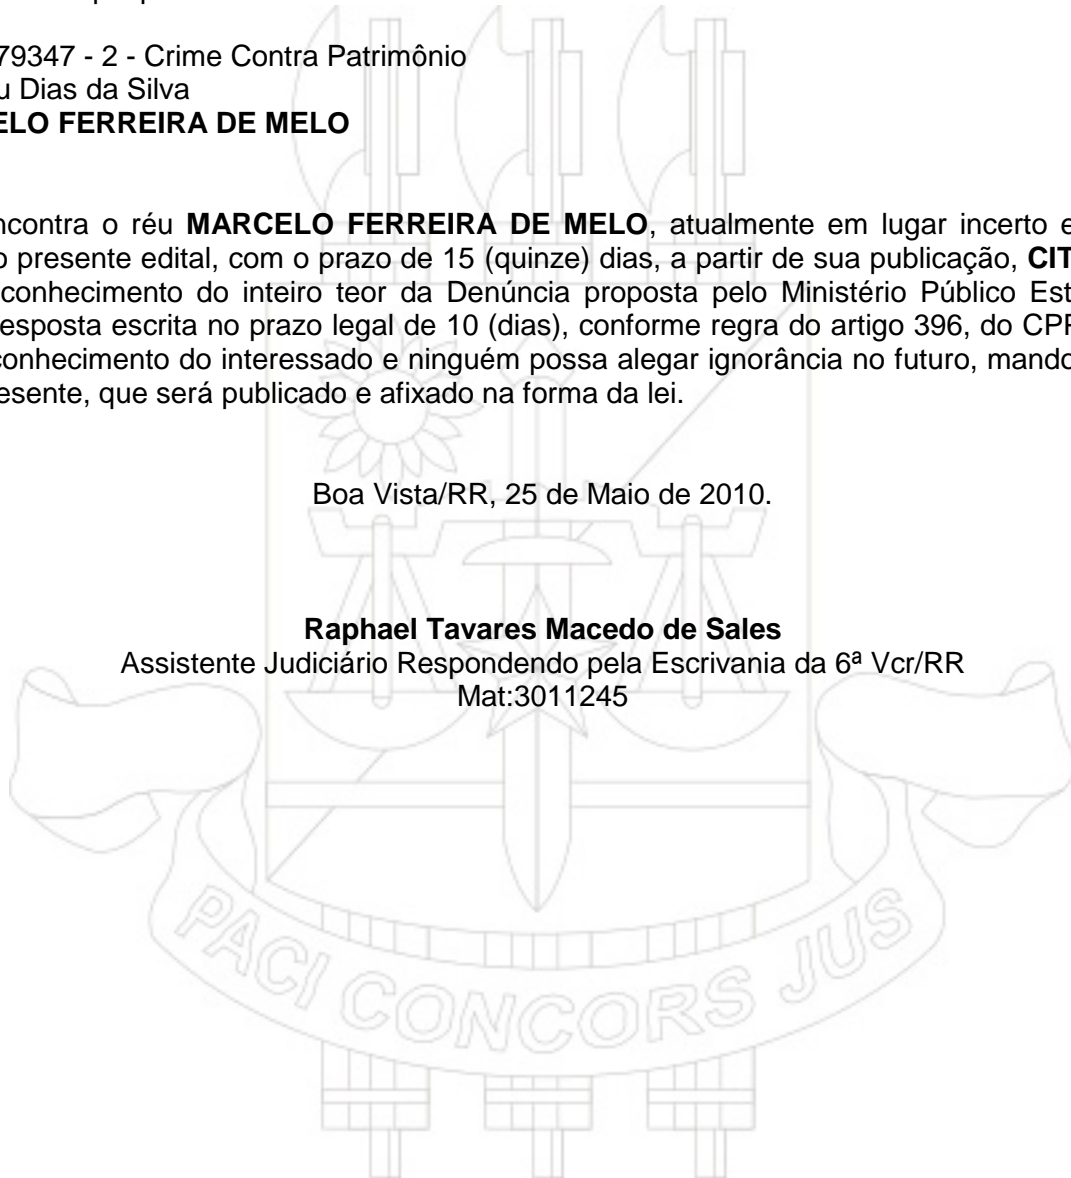 79347 - 2 - Crime Contra Patrimônio
u Dias da Silva
ELO FERREIRA DE MELO
ncontra o réu MARCELO FERREIRA DE MELO, atualmente em lugar incerto e
o presente edital, com o prazo de 15 (quinze) dias, a partir de sua publicação, CIT
conhecimento do inteiro teor da Denúncia proposta pelo Ministério Público Est
esposta escrita no prazo legal de 10 (dias), conforme regra do artigo 396, do CPP
conhecimento do interessado e ninguém possa alegar ignorância no futuro, mando
esente, que será publicado e afixado na forma da lei.
Boa Vista/RR, 25 de Maio de 2010.
Raphael Tavares Macedo de Sales
Assistente Judiciário Respondendo pela Escrivania da 6ª Vcr/RR
Mat:3011245
PACI CONCORS JUS